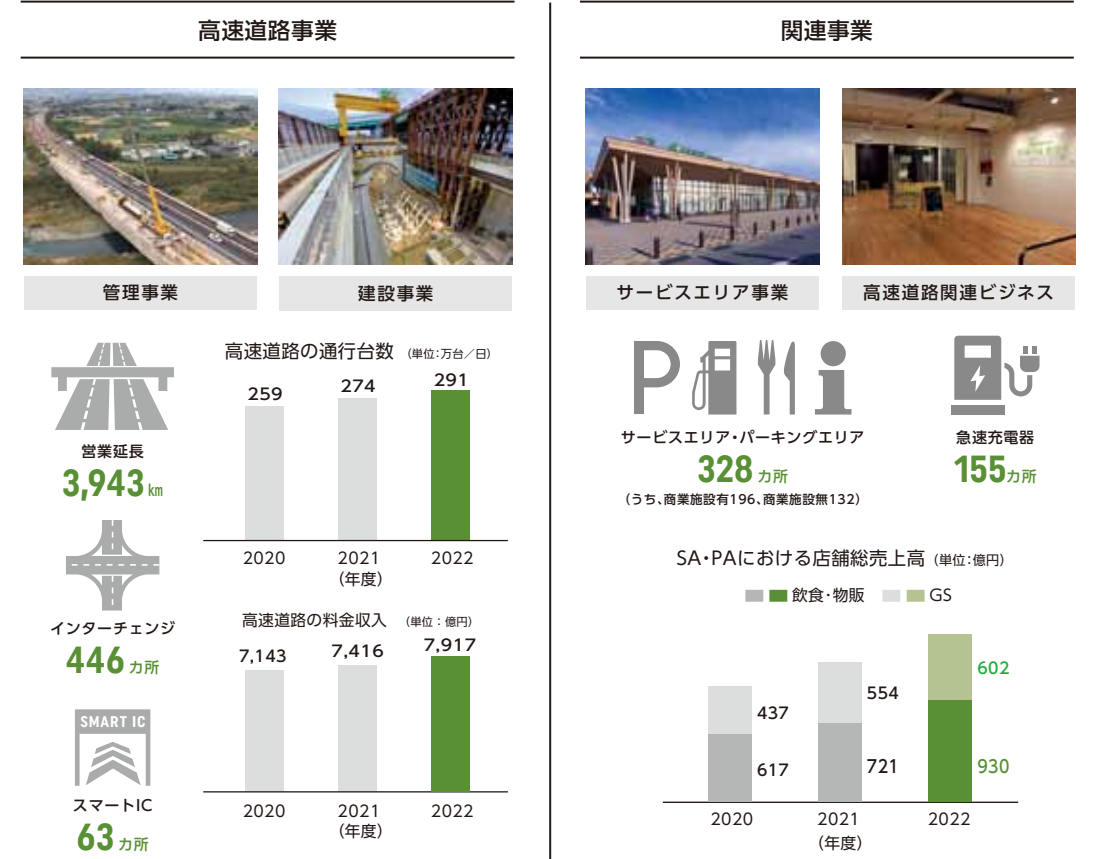 高速道路事業
管理事業
建設事業
営業延長
3,943km
インターチェンジ
446カ所
SMART IC
スマートIC
63カ所
高速道路の通行台数 (単位:万台/日)
259 274 291
2020 2021 2022
(年度)
高速道路の料金収入 (単位:億円)
7,143 7,416 7,917
2020 2021 2022
(年度)
関連事業
サービスエリア事業
高速道路関連ビジネス
P
サービスエリア・パーキングエリア
328カ所
(うち、商業施設有196、商業施設無132)
急速充電器
155カ所
SA・PAにおける店舗総売上高 (単位:億円)
飲食・物販 GS
437 554 602
617 721 930
2020 2021 2022
(年度)